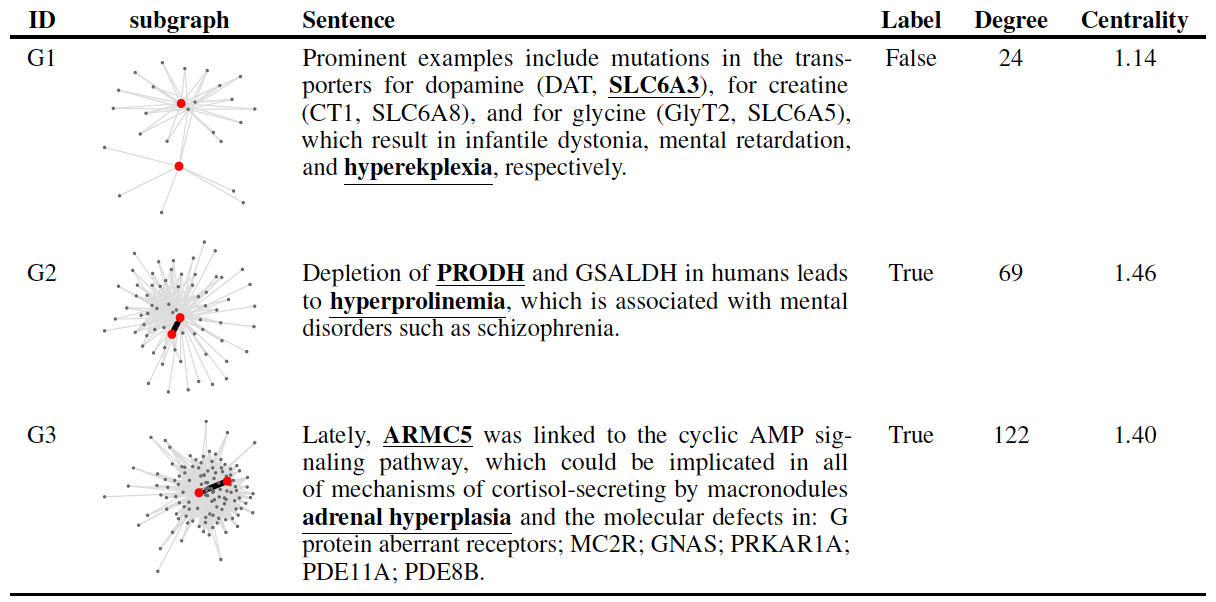 ID subgraph Sentence Label Degree Centrality
G1 Prominent examples include mutations in the trans- False 24 1.14
porters for dopamine (DAT, SLC6A3), for creatine
(CT1, SLC6A8), and for glycine (GlyT2, SLC6A5),
which result in infantile dystonia, mental retardation,
and hyperekplexia, respectively.
G2 Depletion of PRODH and GSALDH in humans leads True 69 1.46
to hyperprolinemia, which is associated with mental
disorders such as schizophrenia.
G3 Lately, ARMC5 was linked to the cyclic AMP sig- True 122 1.40
naling pathway, which could be implicated in all
of mechanisms of cortisol-secreting by macronodules
adrenal hyperplasia and the molecular defects in: G
protein aberrant receptors; MC2R; GNAS; PRKAR1A;
PDE11A; PDE8B.